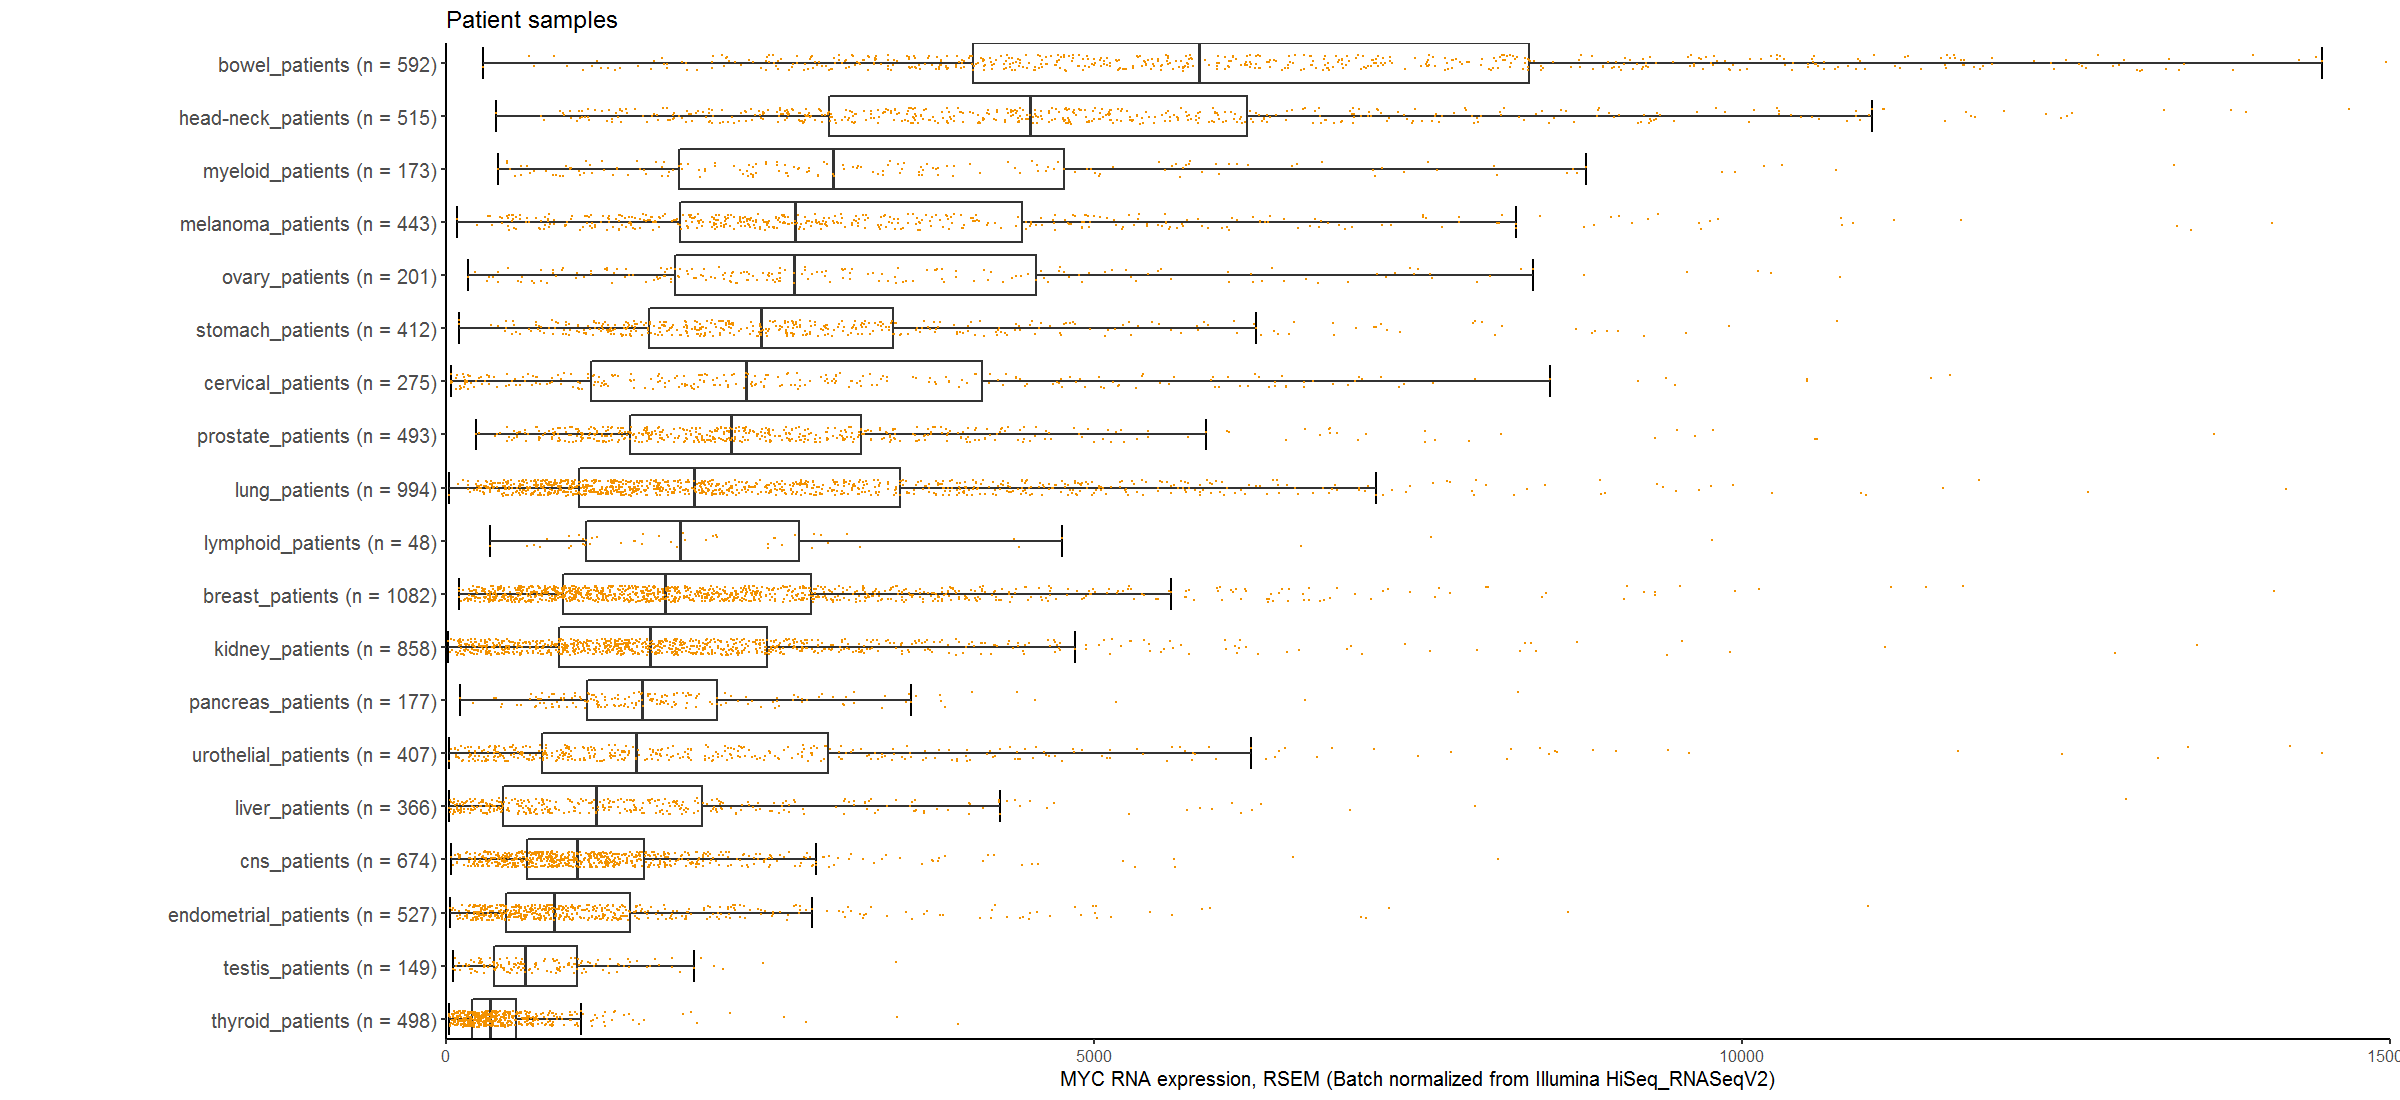 Patient samples
bowel_patients (n = 592)
head-neck_patients (n = 515)
myeloid_patients (n = 173)
melanoma_patients (n = 443)
ovary_patients (n = 201)
stomach_patients (n = 412)
cervical_patients (n = 275)
prostate_patients (n = 493)
lung_patients (n = 994)
lymphoid_patients (n = 48)
breast_patients (n = 1082)
kidney_patients (n = 858)
pancreas_patients (n = 177)
urothelial_patients (n = 407)
liver_patients (n = 366)
cns_patients (n = 674)
endometrial_patients (n = 527)
testis_patients (n = 149)
thyroid_patients (n = 498)
0 5000 10000 1500
MYC RNA expression, RSEM (Batch normalized from Illumina HiSeq_RNASeqV2)